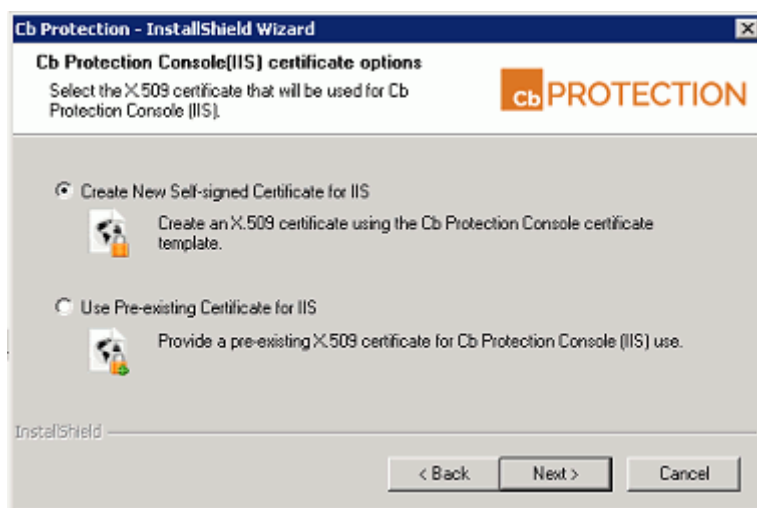 Cb Protection - InstallShield Wizard
Cb Protection Console(IIS) certificate options
Select the X.509 certificate that will be used for Cb
Protection Console (IIS).
Cb PROTECTION
Create New Self-signed Certificate for IIS
Create an X.509 certificate using the Cb Protection Console certificate
template.
Use Pre-existing Certificate for IIS
Provide a pre-existing X.509 certificate for Cb Protection Console (IIS) use.
InstallShield
< Back
Next >
Cancel